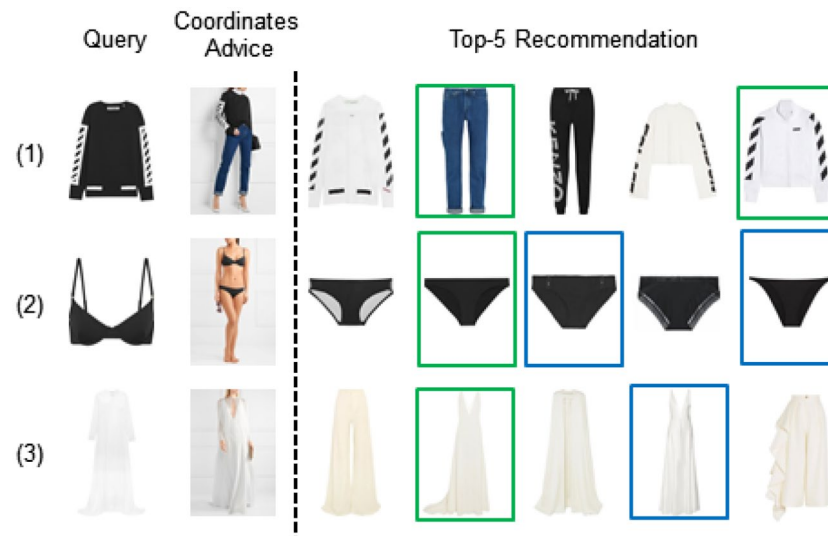 Query
Coordinates
Advice
Top-5 Recommendation
(1)
KENZO
(2)
(3)